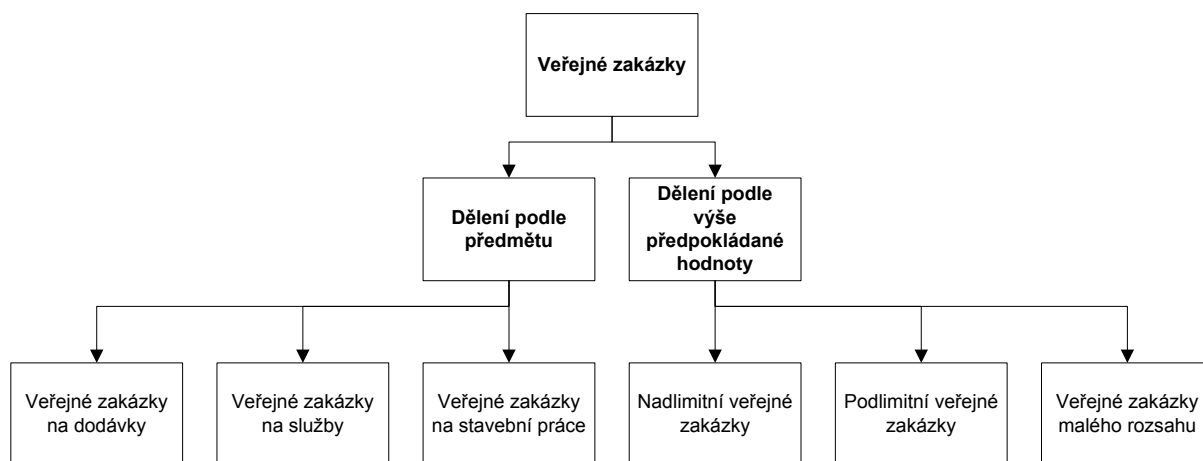 Veřejné zakázky
Dělení podle
předmětu
Dělení podle
výše
předpokládané
hodnoty
Veřejné zakázky
na dodávky
Veřejné zakázky
na služby
Veřejné zakázky
na stavební práce
Nadlimitní veřejné
zakázky
Podlimitní veřejné
zakázky
Veřejné zakázky
malého rozsahu